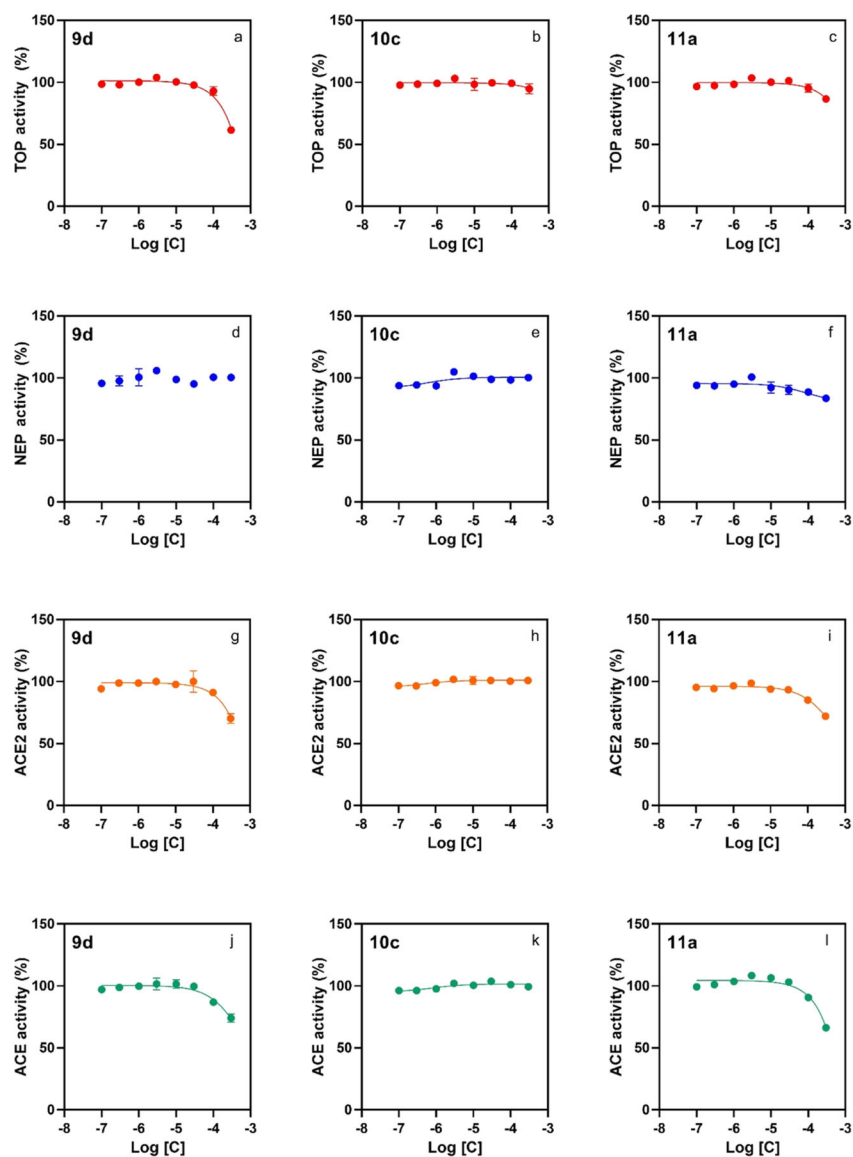 9d a
TOP activity (%)
150
100
50
0
-8 -7 -6 -5 -4 -3
Log [C]
10c b
TOP activity (%)
150
100
50
0
-8 -7 -6 -5 -4 -3
Log [C]
11a c
TOP activity (%)
150
100
50
0
-8 -7 -6 -5 -4 -3
Log [C]
9d d
NEP activity (%)
150
100
50
0
-8 -7 -6 -5 -4 -3
Log [C]
10c e
NEP activity (%)
150
100
50
0
-8 -7 -6 -5 -4 -3
Log [C]
11a f
NEP activity (%)
150
100
50
0
-8 -7 -6 -5 -4 -3
Log [C]
9d g
ACE2 activity (%)
150
100
50
0
-8 -7 -6 -5 -4 -3
Log [C]
10c h
ACE2 activity (%)
150
100
50
0
-8 -7 -6 -5 -4 -3
Log [C]
11a i
ACE2 activity (%)
150
100
50
0
-8 -7 -6 -5 -4 -3
Log [C]
9d j
ACE activity (%)
150
100
50
0
-8 -7 -6 -5 -4 -3
Log [C]
10c k
ACE activity (%)
150
100
50
0
-8 -7 -6 -5 -4 -3
Log [C]
11a l
ACE activity (%)
150
100
50
0
-8 -7 -6 -5 -4 -3
Log [C]